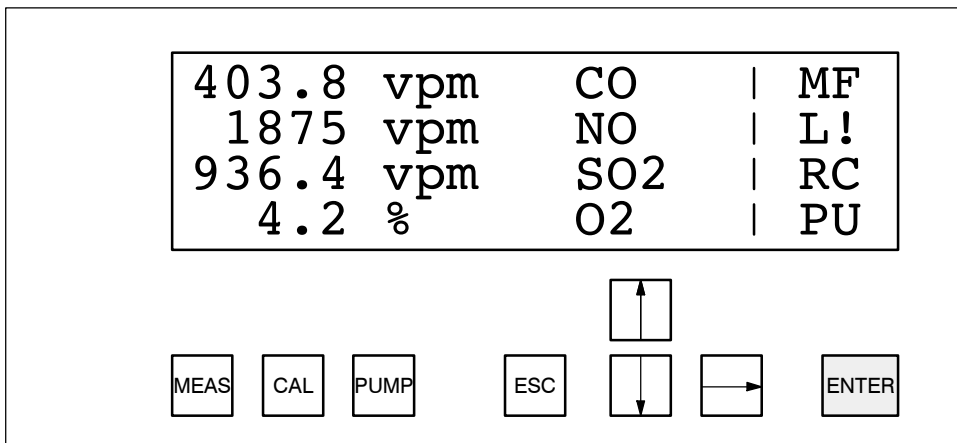 403.8 vpm CO | MF
1875 vpm NO | L!
936.4 vpm SO2 | RC
4.2 % O2 | PU
MEAS CAL PUMP ESC ENTER